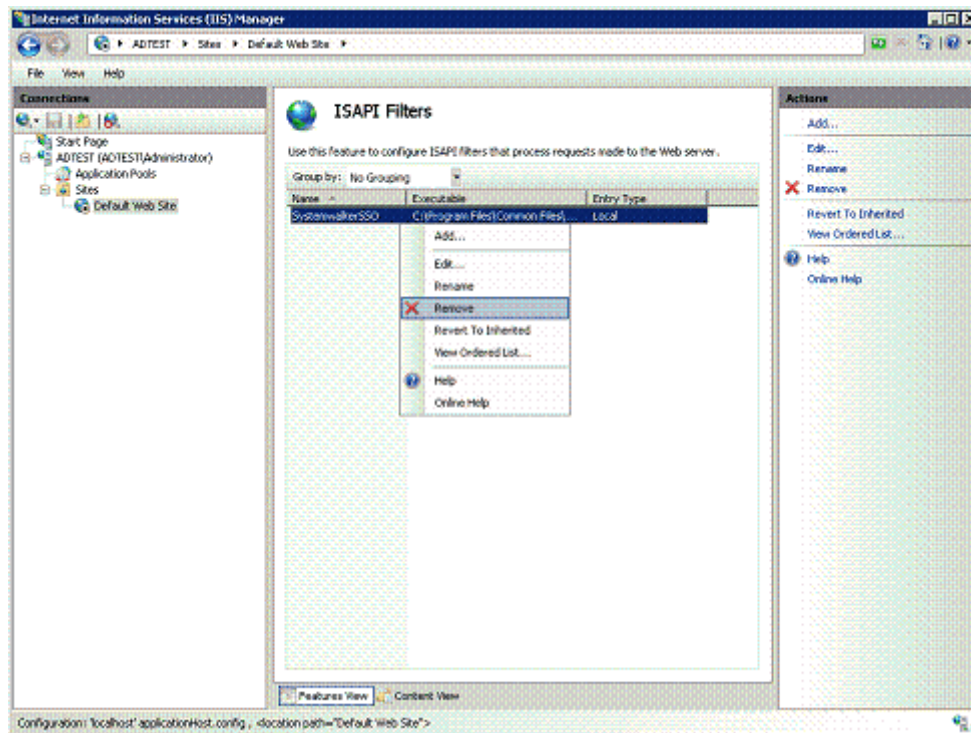 Internet Information Services (IIS) Manager
ADTEST Sites Default Web Site
File View Help
Connections
Start Page
ADTEST (ADTEST\Administrator)
Application Pools
Sites
Default Web Site
ISAPI Filters
Use this feature to configure ISAPI filters that process requests made to the Web server.
Group by: No Grouping
Name Executable Entry Type
SystemwalkerSSO C:\Program Files\Common Files\... Local
Add...
Edit...
Rename
Remove
Revert To Inherited
View Ordered List...
Help
Online Help
Features View Content View
Actions
Add...
Edit...
Rename
Remove
Revert To Inherited
View Ordered List...
Help
Online Help
Configuration: 'localhost' applicationHost.config , <location path="Default Web Site">